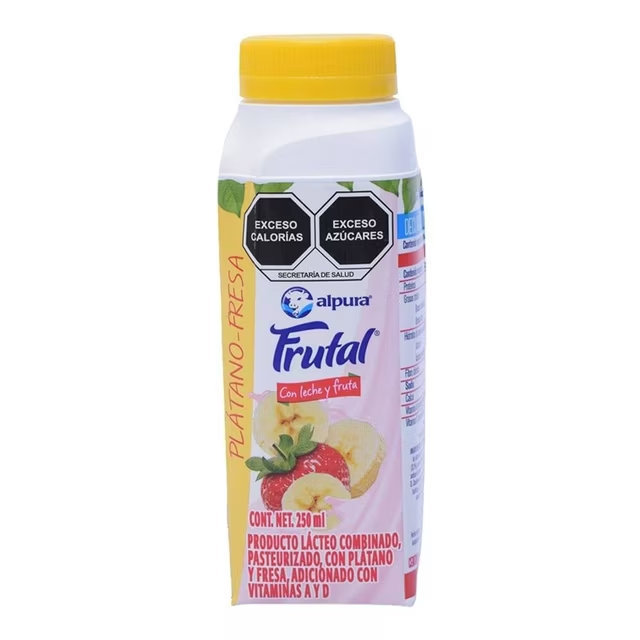 EXCESO
CALORÍAS
EXCESO
AZÚCARES
SECRETARÍA DE SALUD
alpura®
Frutal®
Con leche y fruta
PLÁTANO-FRESA
CONT. NET. 250 ml
PRODUCTO LÁCTEO COMBINADO,
PASTEURIZADO, CON PLÁTANO
Y FRESA, ADICIONADO CON
VITAMINAS A Y D